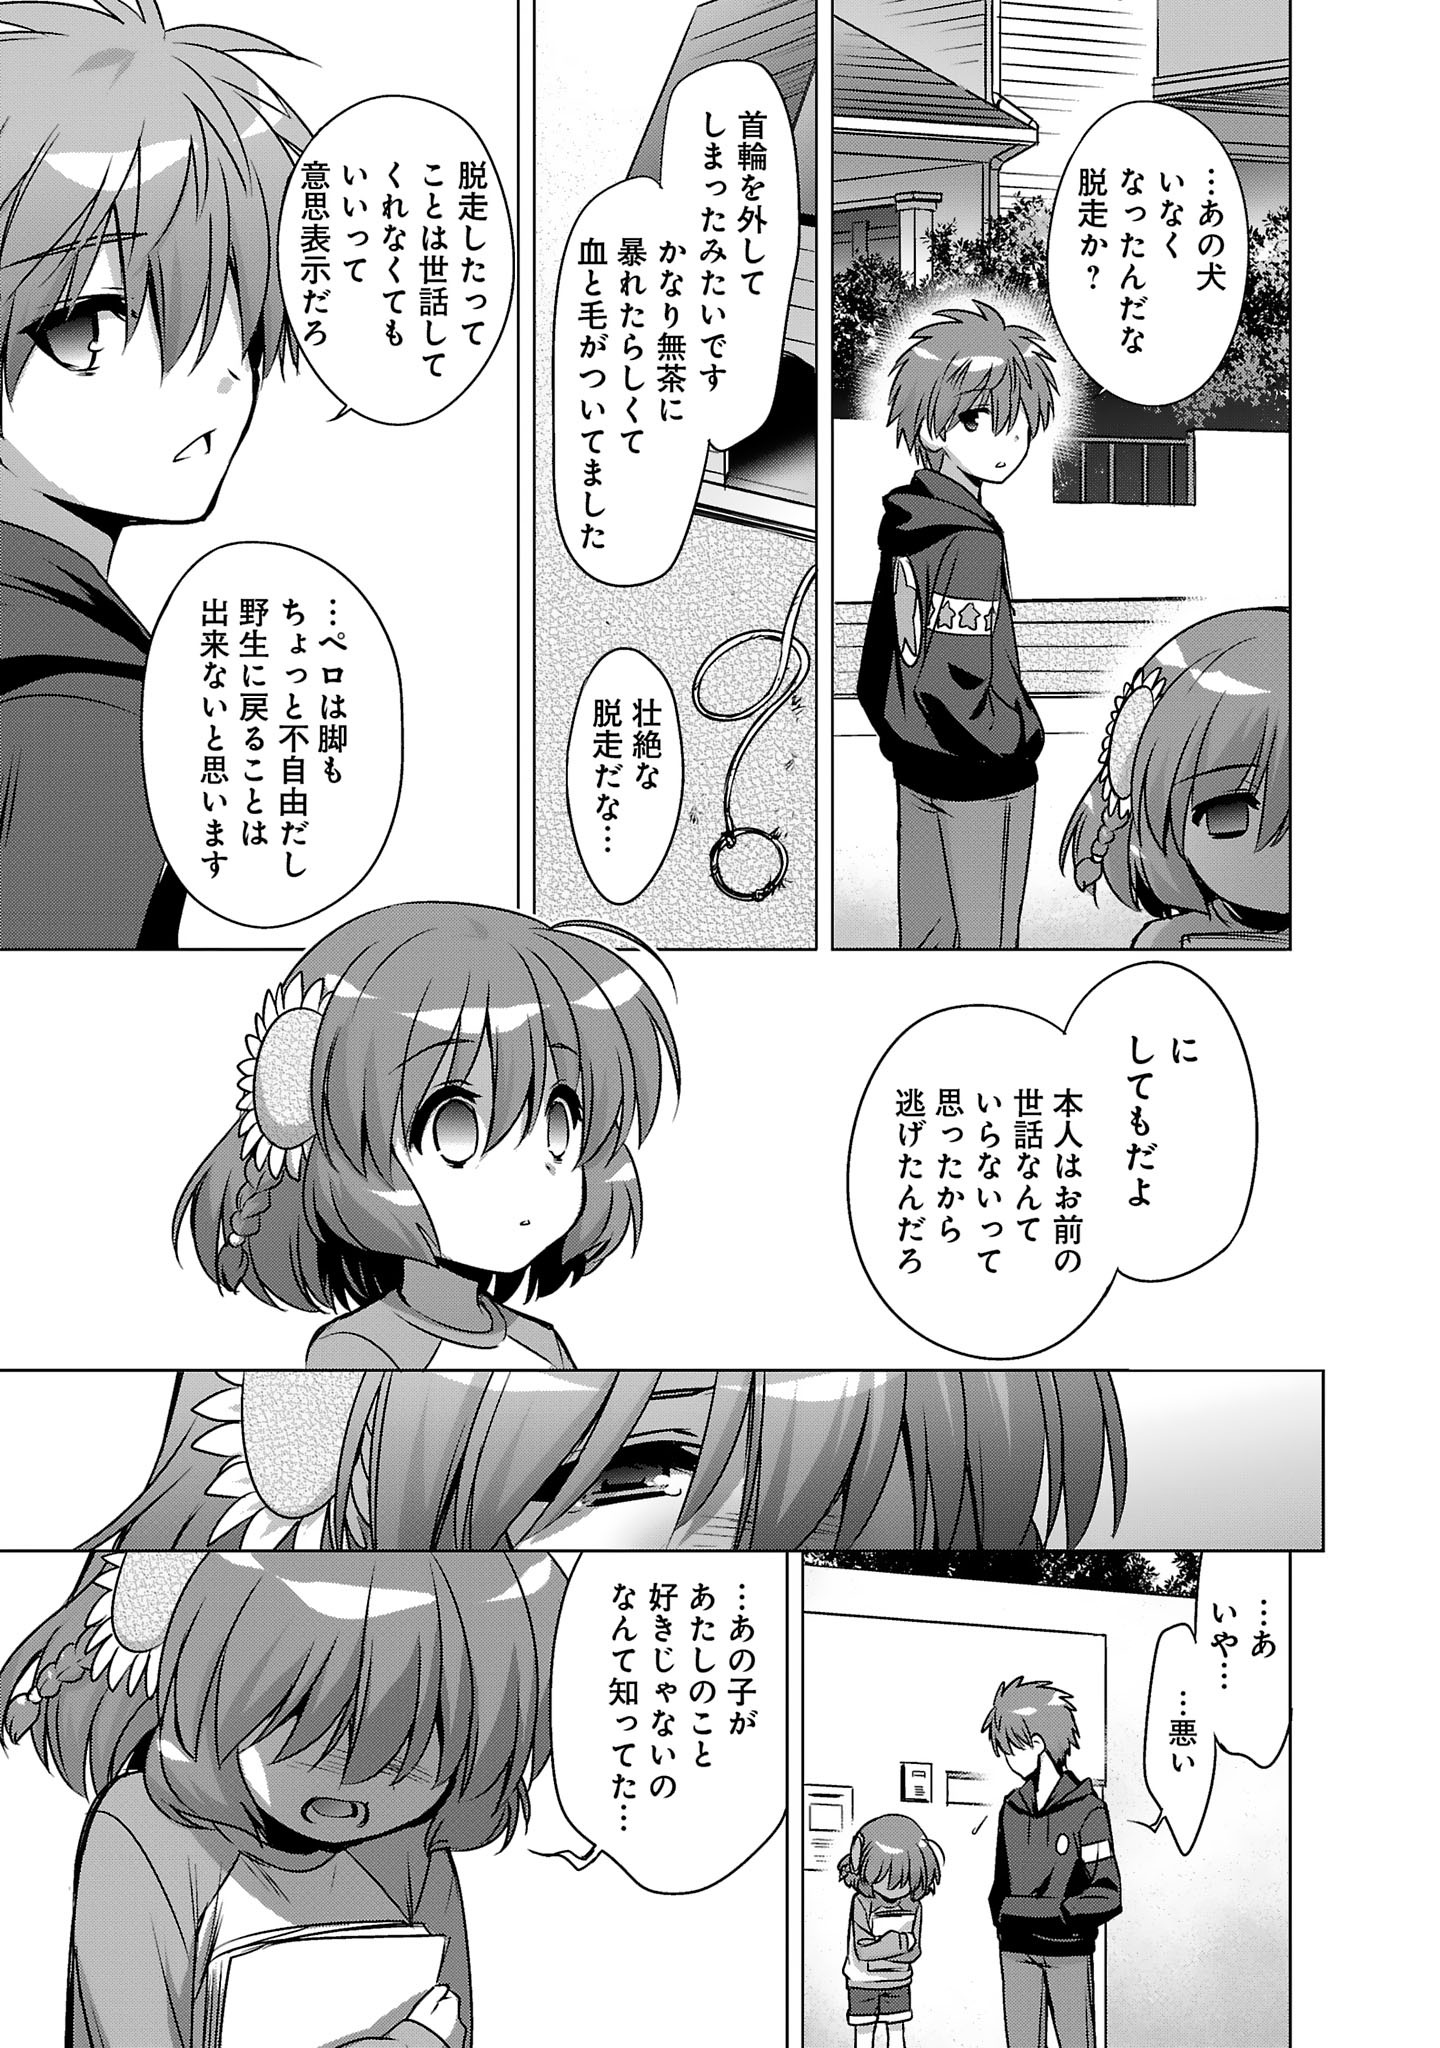 …あの犬
いなく
なったんだな
脱走か？
首輪を外して
しまったみたいです
かなり無茶に
暴れたらしくて
血と毛がついてました
壮絶な
脱走だな…
脱走したって
ことは世話して
くれなくても
いいって
意思表示だろ
…ペロは脚も
ちょっと不自由だし
野生に戻ることは
出来ないと思います
に
してもだよ
本人はお前の
世話なんて
いらないって
思ったから
逃げたんだろ
…あ
いや…
…悪い
…あの子が
あたしのこと
好きじゃないの
なんて知ってた…